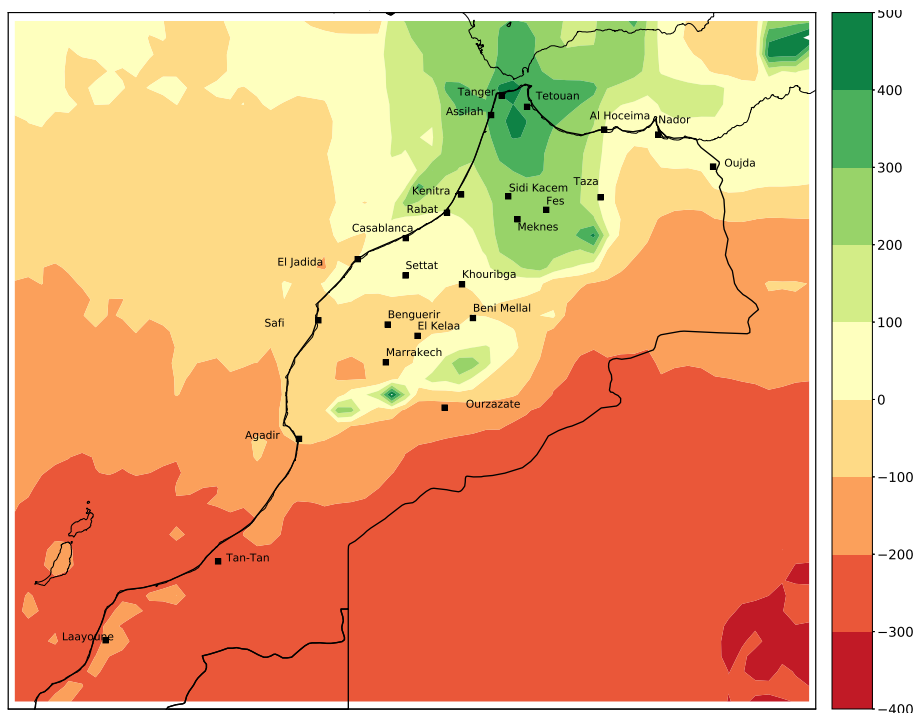 500
400
300
200
100
0
−100
−200
−300
−400
Tanger
Tetouan
Assilah
Al Hoceima
Nador
Oujda
Taza
Kenitra
Sidi Kacem
Fes
Rabat
Meknes
Casablanca
El Jadida
Settat
Khouribga
Safi
Benguerir
Beni Mellal
El Kelaa
Marrakech
Ourzazate
Agadir
Tan-Tan
Laayoune